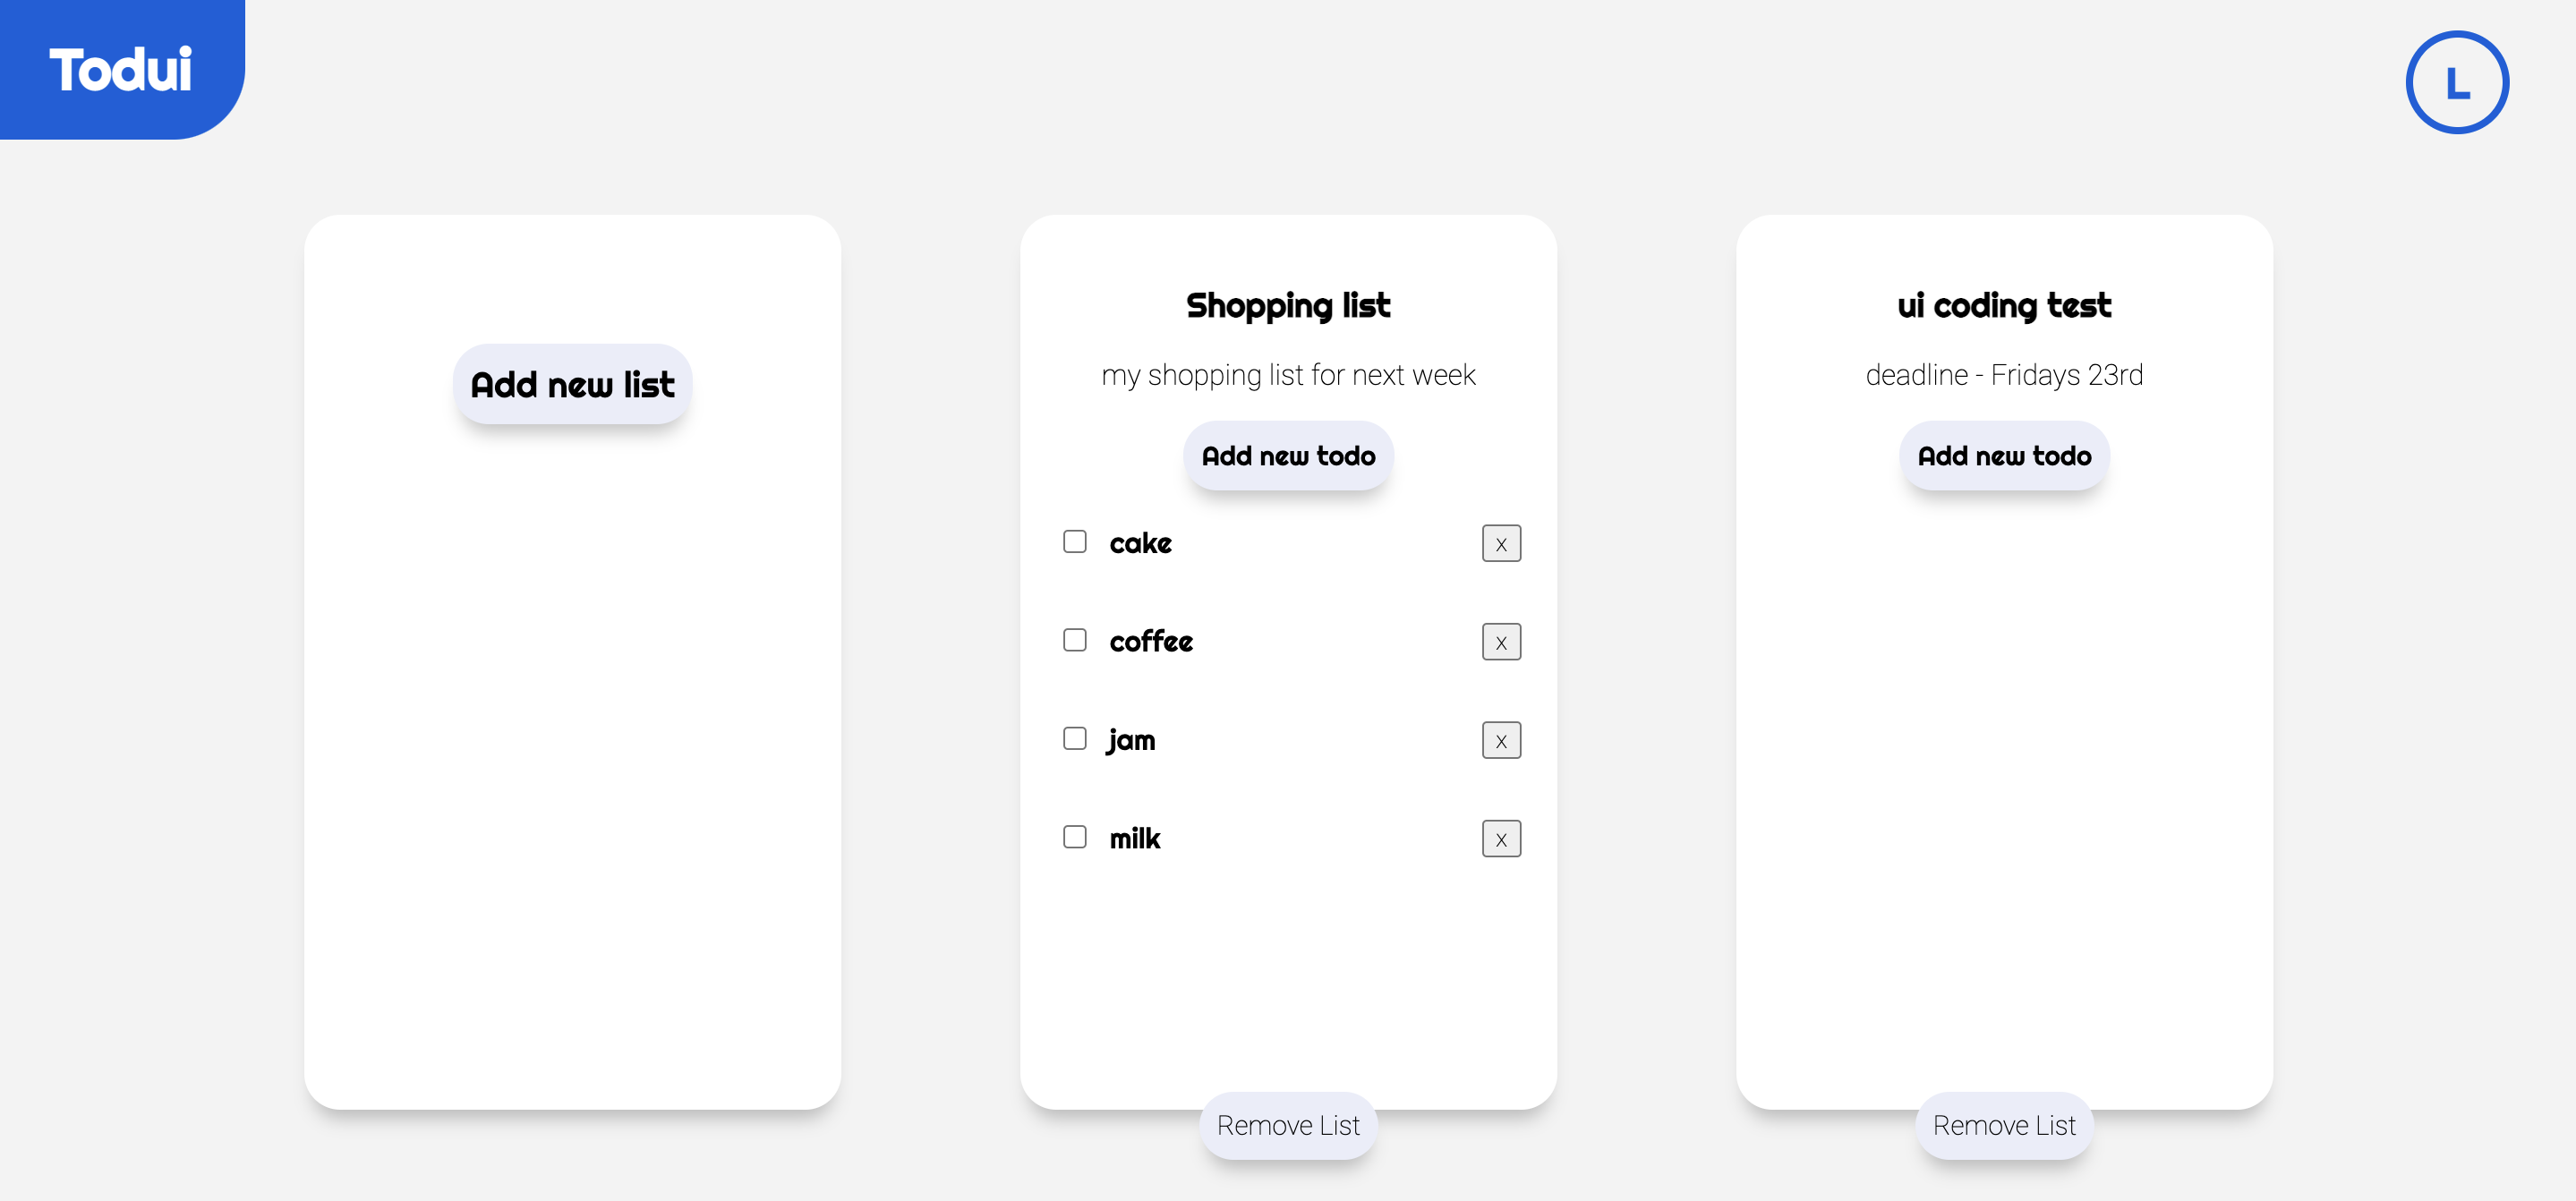 Todui
L
Add new list
Shopping list
my shopping list for next week
Add new todo
cake
x
coffee
x
jam
x
milk
x
Remove List
ui coding test
deadline - Fridays 23rd
Add new todo
Remove List